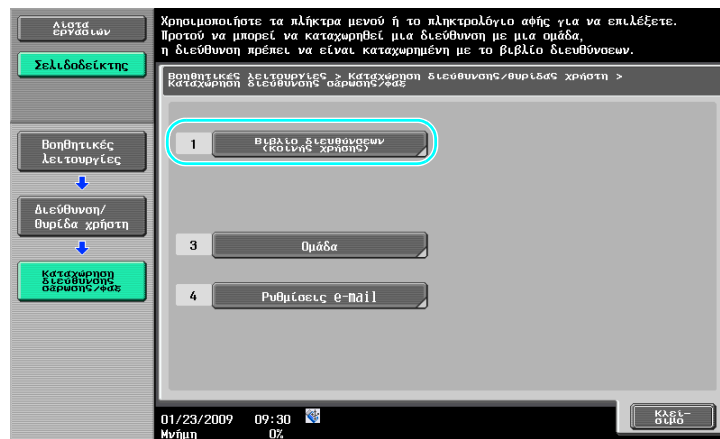 Λίστα
εργασιών
Σελιδοδείκτης
Χρησιμοποιήστε τα πλήκτρα μενού ή το πληκτρολόγιο αφής για να επιλέξετε.
Προτού να μπορεί να καταχωρηθεί μια διεύθυνση με μια ομάδα,
η διεύθυνση πρέπει να είναι καταχωρημένη με το βιβλίο διευθύνσεων.
Βοηθητικές λειτουργίες > Καταχώρηση διεύθυνσης/θυρίδας χρήστη >
Καταχώρηση διεύθυνσης σάρωσης/φαξ
Βοηθητικές
λειτουργίες
Διεύθυνση/
θυρίδα χρήστη
Καταχώρηση
διεύθυνσης
σάρωσης/φαξ
1 Βιβλίο διευθύνσεων
(κοινής χρήσης)
3 Ομάδα
4 Ρυθμίσεις e-mail
01/23/2009 09:30
Μνήμη 0%
Κλεί-
σιμο